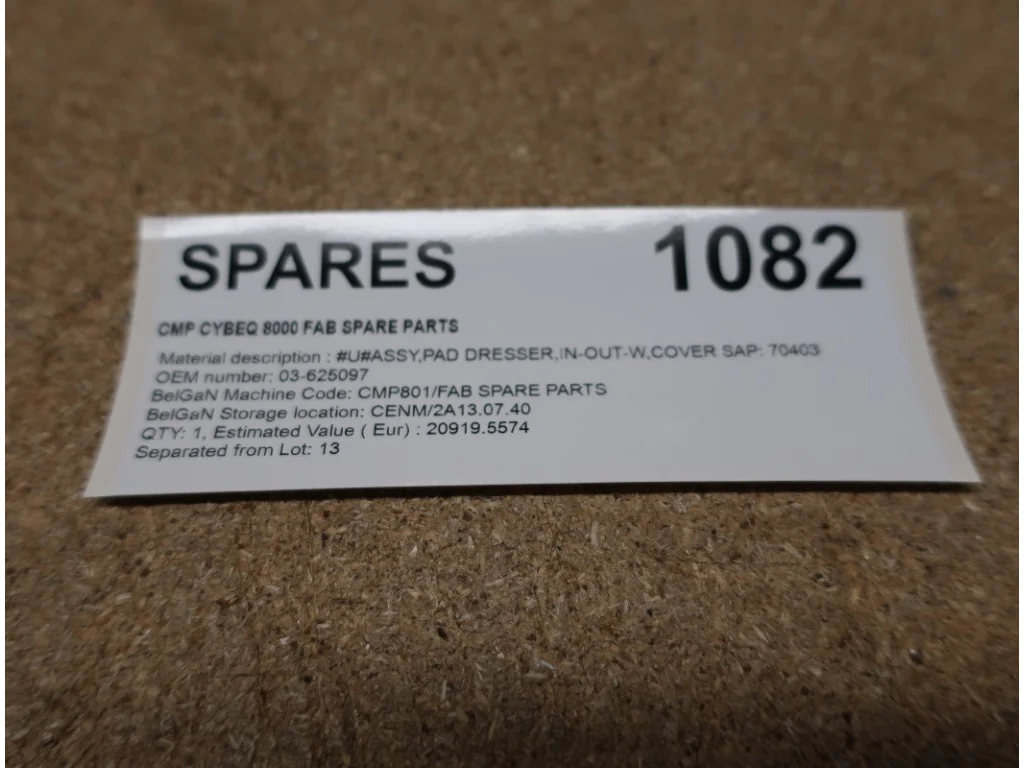 SPARES 1082
CMP CYBEQ 8000 FAB SPARE PARTS
Material description : #U#ASSY,PAD DRESSER,IN-OUT-W,COVER SAP: 70403
OEM number: 03-625097
BelGaN Machine Code: CMP801/FAB SPARE PARTS
BelGaN Storage location: CENM/2A13.07.40
QTY: 1, Estimated Value ( Eur) : 20919.5574
Separated from Lot: 13